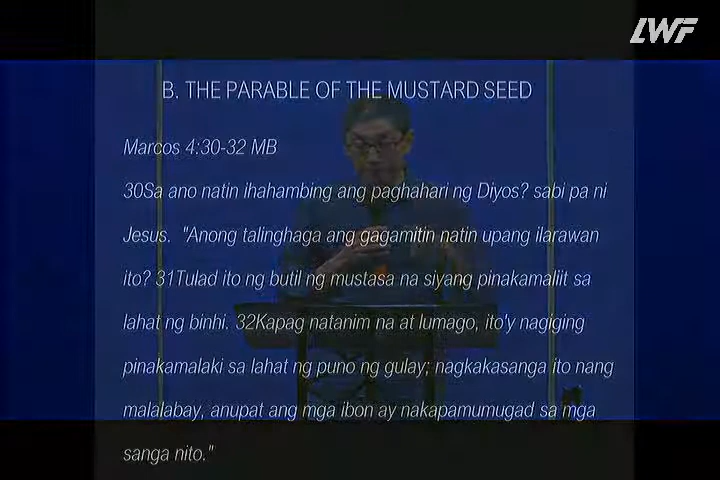 LWF
B. THE PARABLE OF THE MUSTARD SEED
Marcos 4:30-32 MB
30Sa ano natin ihahambing ang paghahari ng Diyos? sabi pa ni
Jesus. "Anong talinghaga ang gagamitin natin upang ilarawan
ito? 31Tulad ito ng butil ng mustasa na siyang pinakamaliit sa
lahat ng binhi. 32Kapag natanim na at lumago, ito'y nagiging
pinakamalaki sa lahat ng puno ng gulay; nagkakasanga ito nang
malalabay, anupat ang mga ibon ay nakapamumugad sa mga
sanga nito."